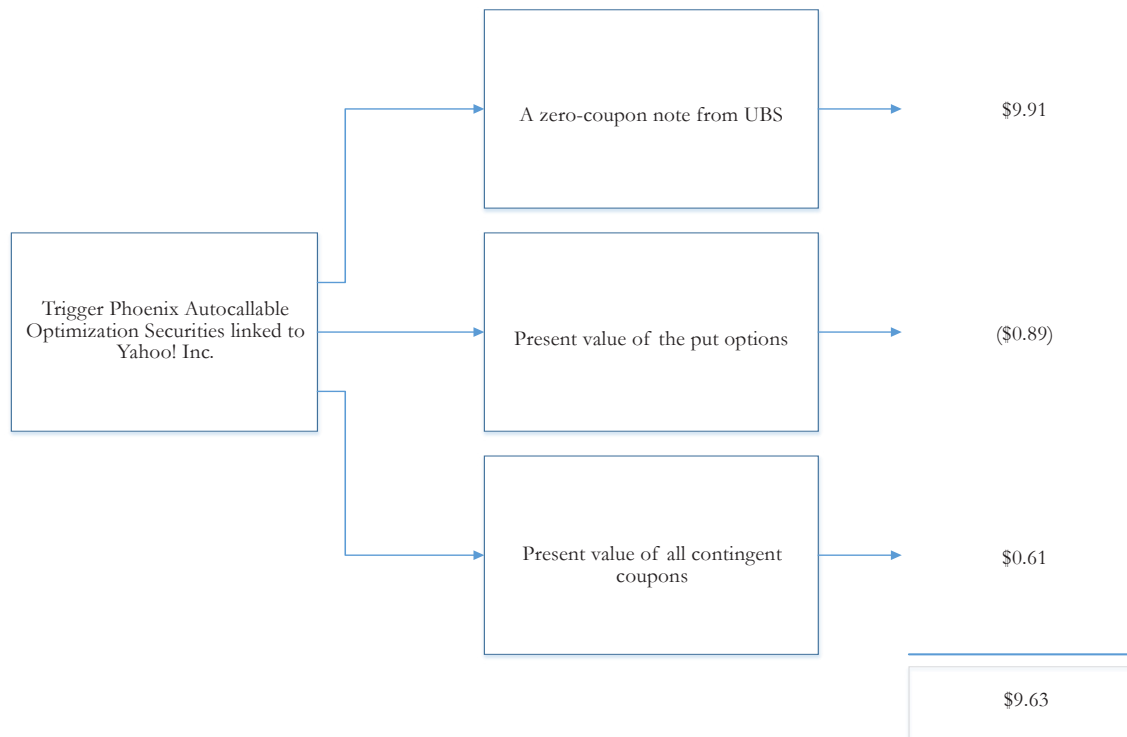 A zero-coupon note from UBS
$9.91
Trigger Phoenix Autocallable
Optimization Securities linked to
Yahoo! Inc.
Present value of the put options
($0.89)
Present value of all contingent
coupons
$0.61
$9.63